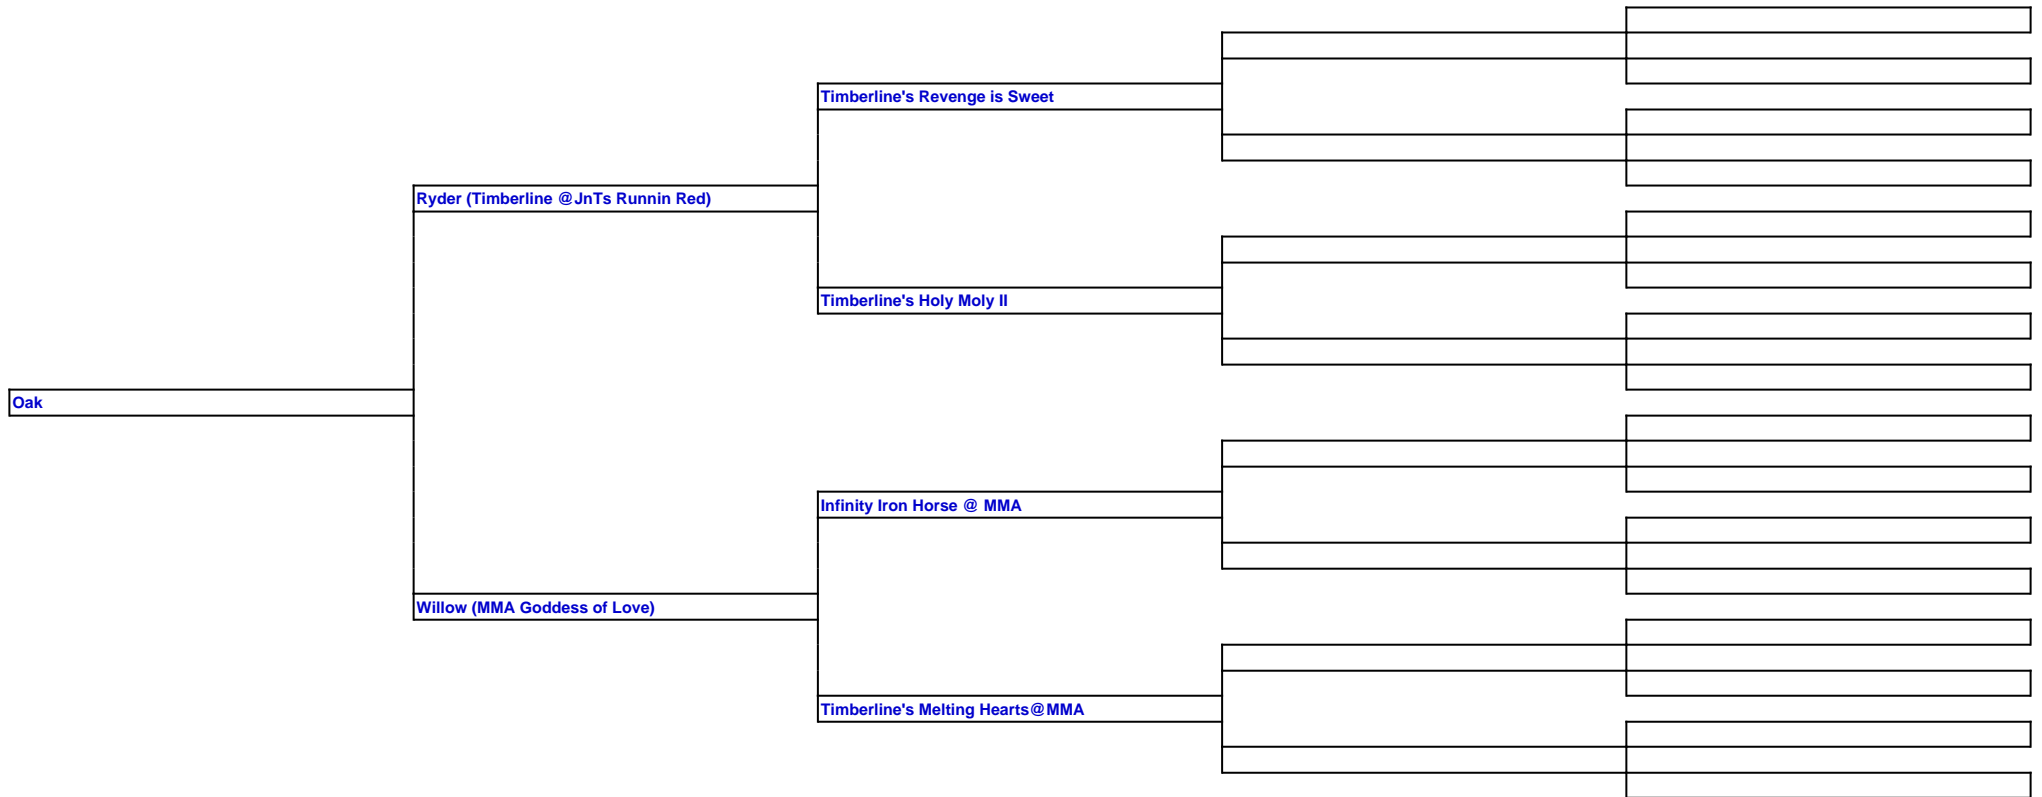 Timberline's Revenge is Sweet
Ryder (Timberline @JnTs Runnin Red)
Timberline's Holy Moly II
Oak
Infinity Iron Horse @ MMA
Willow (MMA Goddess of Love)
Timberline's Melting Hearts@MMA